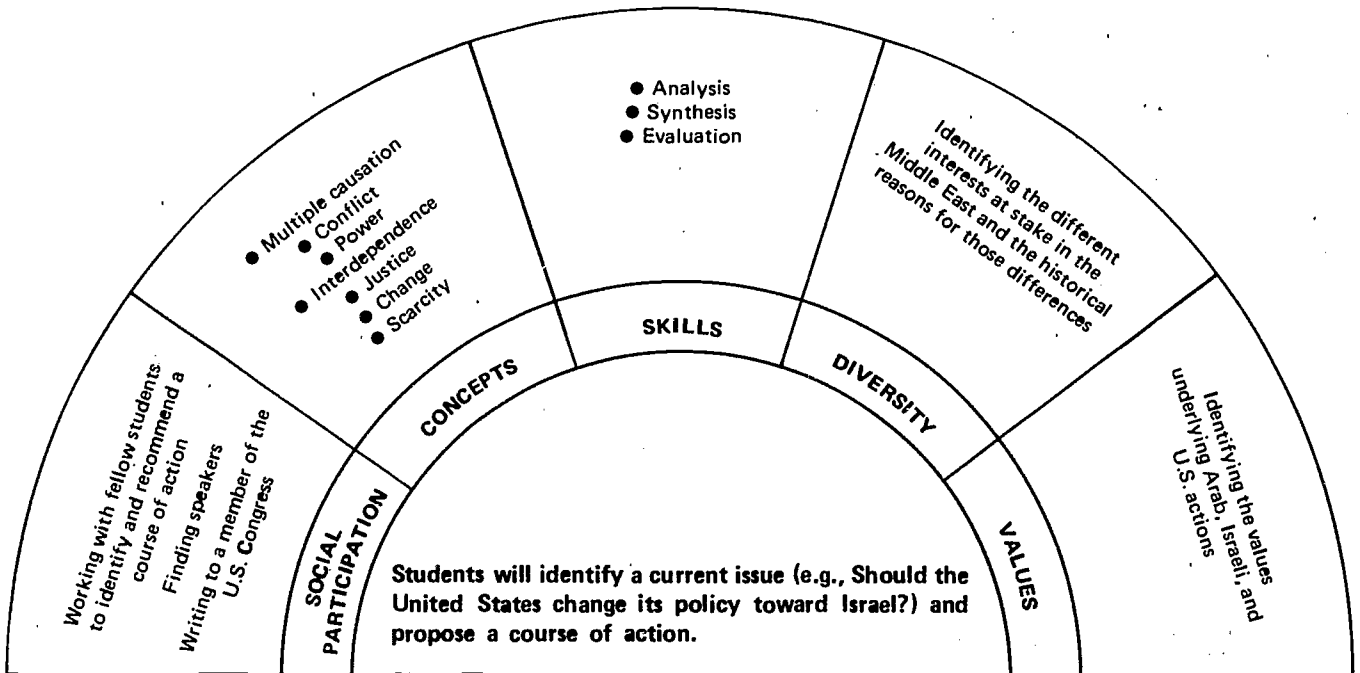 Working with fellow students
to identify and recommend a
course of action
Finding speakers
Writing to a member of the
U.S. Congress
SOCIAL
PARTICIPATION
● Multiple causation
● Conflict
● Power
● Interdependence
● Justice
● Change
● Scarcity
CONCEPTS
● Analysis
● Synthesis
● Evaluation
SKILLS
Identifying the different
interests at stake in the
Middle East and the historical
reasons for those differences
DIVERSITY
Identifying the values
underlying Arab, Israeli, and
U.S. actions
VALUES
Students will identify a current issue (e.g., Should the
United States change its policy toward Israel?) and
propose a course of action.